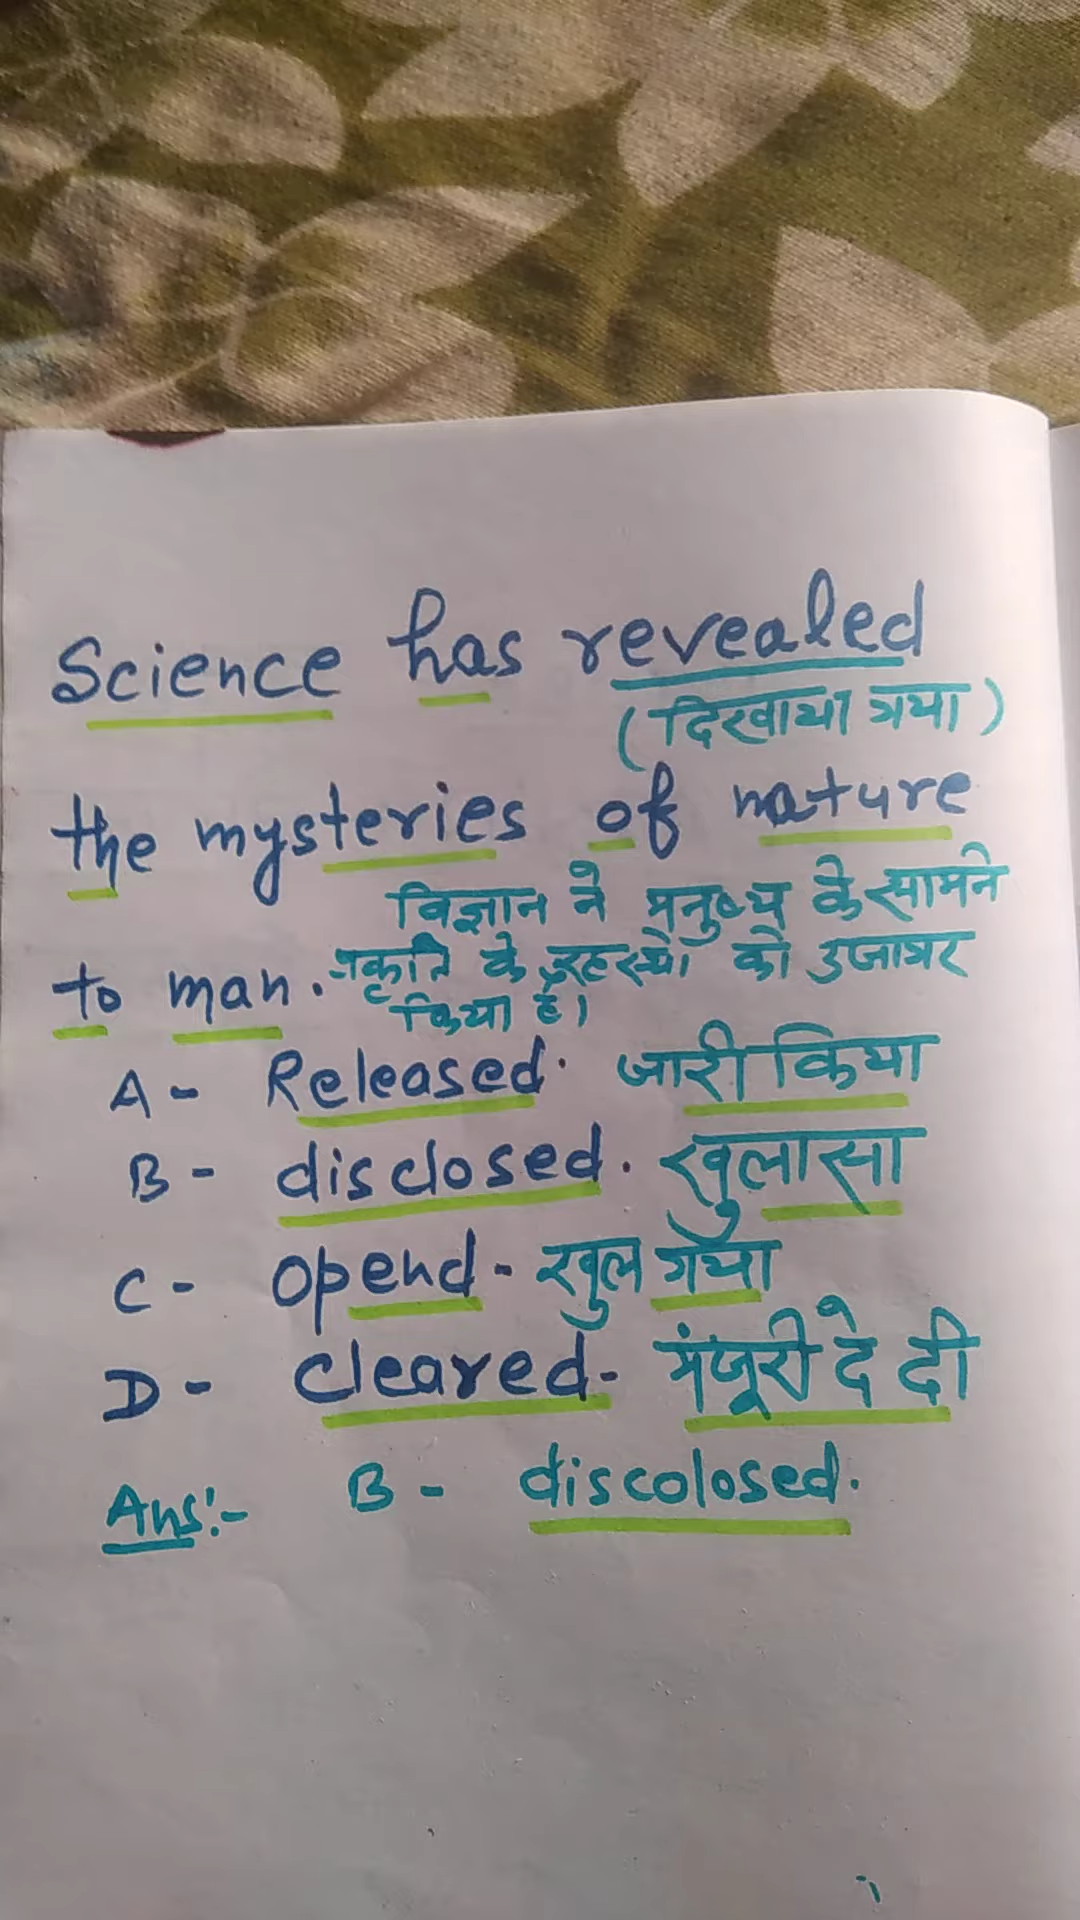 Science has revealed
(दिखाया गया)
the mysteries of nature
विज्ञान ने मनुष्य के सामने
to man. प्रकृति के रहस्यों को उजागर
किया है।
A - Released. जारी किया
B - disclosed. खुलासा
C - opend - खुल गया
D - cleared - मंजूरी दे दी
Ans:- B - discolosed.